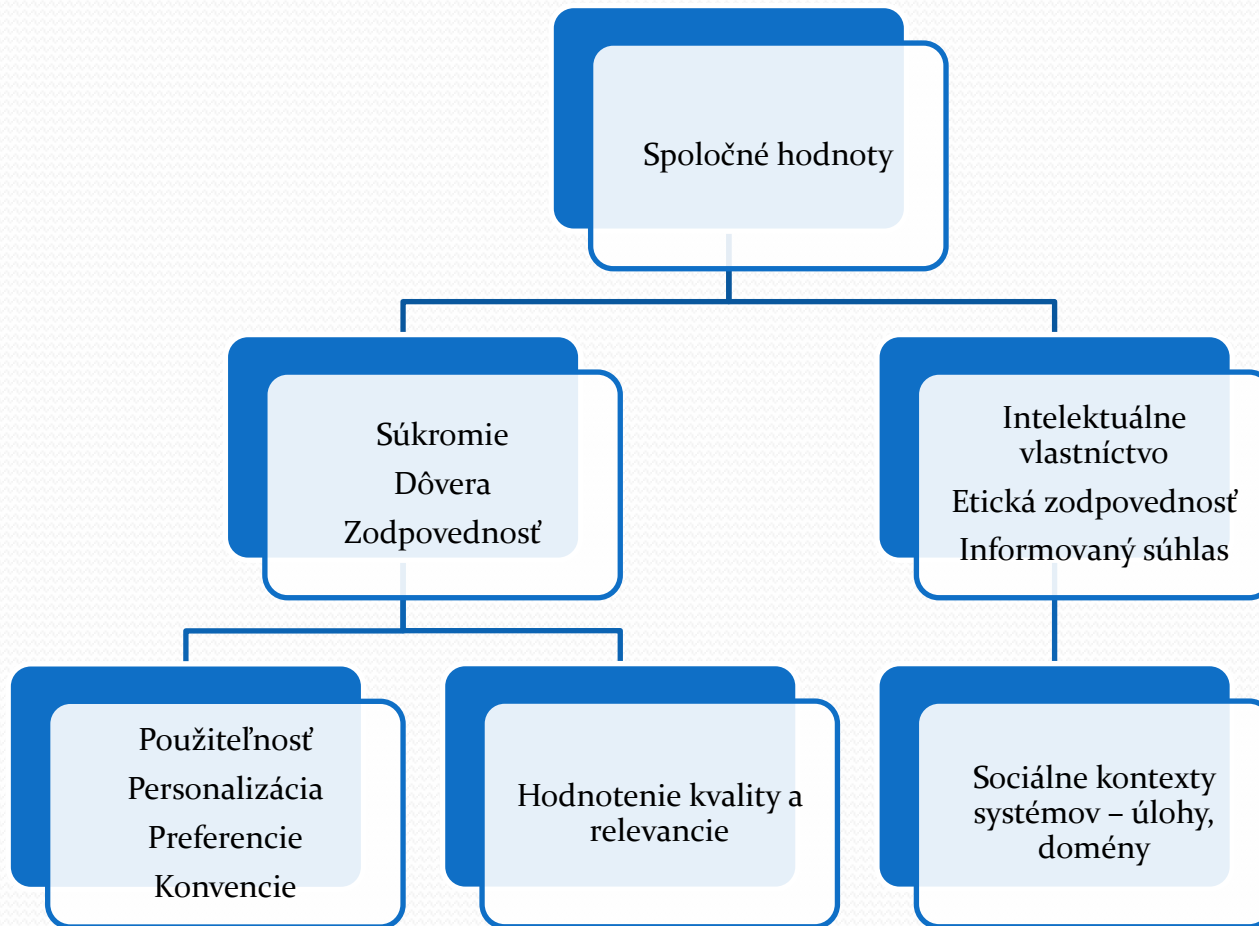 Spoločné hodnoty
Súkromie
Dôvera
Zodpovednosť
Intelektuálne
vlastníctvo
Etická zodpovednosť
Informovaný súhlas
Použiteľnosť
Personalizácia
Preferencie
Konvencie
Hodnotenie kvality a
relevancie
Sociálne kontexty
systémov – úlohy,
domény